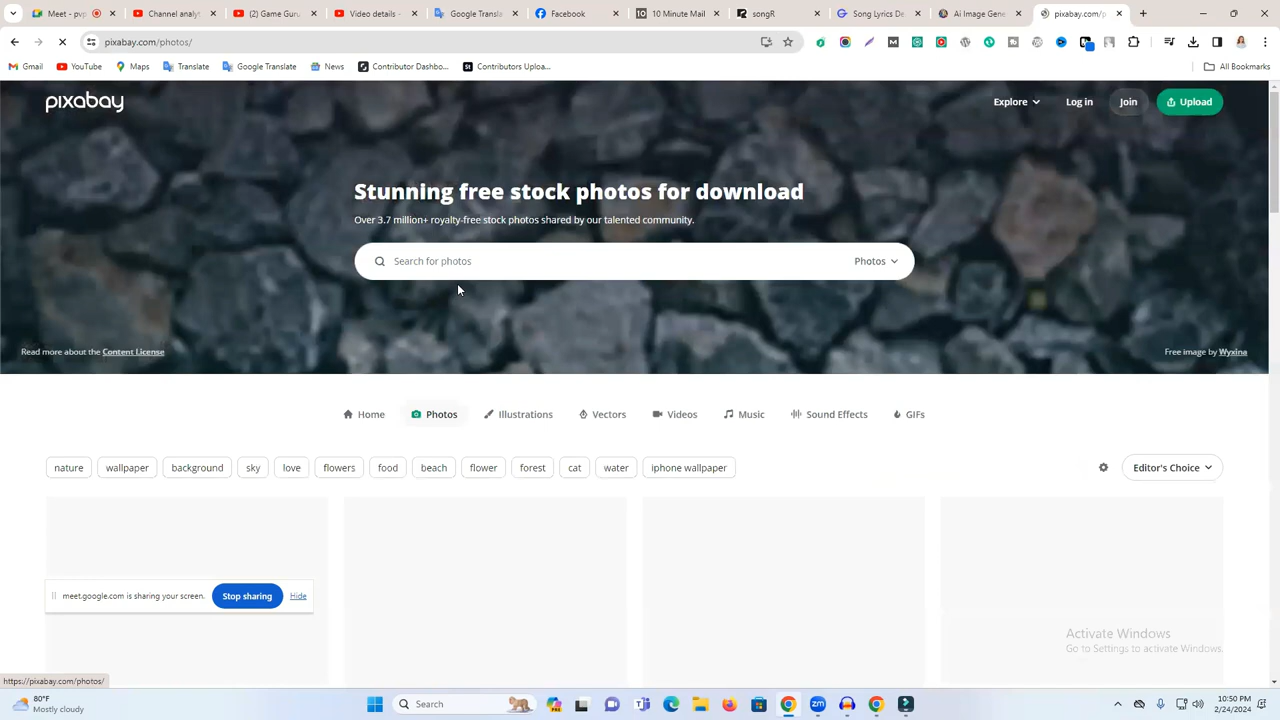 Meet - pvp
Channel analyt
(2) Game Guru
Video details -
Google Transla
Facebook
10 Minute Mail
songR
Song Lyrics De
Ai Image Gene
pixabay.com/p
pixabay.com/photos/
Gmail
YouTube
Maps
Translate
Google Translate
News
Contributor Dashbo...
Contributors Uploa...
All Bookmarks
pixabay
Explore
Log in
Join
Upload
Stunning free stock photos for download
Over 3.7 million+ royalty-free stock photos shared by our talented community.
Search for photos
Photos
Read more about the Content License
Free image by Wyxina
Home
Photos
Illustrations
Vectors
Videos
Music
Sound Effects
GIFs
nature
wallpaper
background
sky
love
flowers
food
beach
flower
forest
cat
water
iphone wallpaper
Editor's Choice
meet.google.com is sharing your screen.
Stop sharing
Hide
Activate Windows
Go to Settings to activate Windows.
https://pixabay.com/photos/
80°F
Mostly cloudy
Search
10:50 PM
2/24/2024